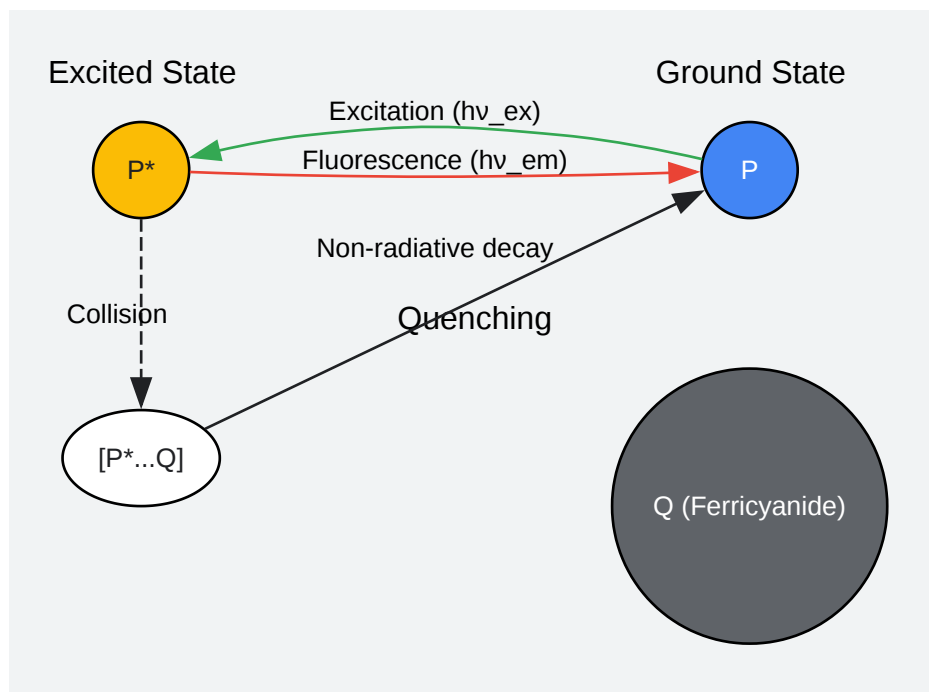 Excited State
Ground State
Excitation (hν_ex)
P*
Fluorescence (hν_em)
P
Non-radiative decay
Collision
Quenching
[P*...Q]
Q (Ferricyanide)